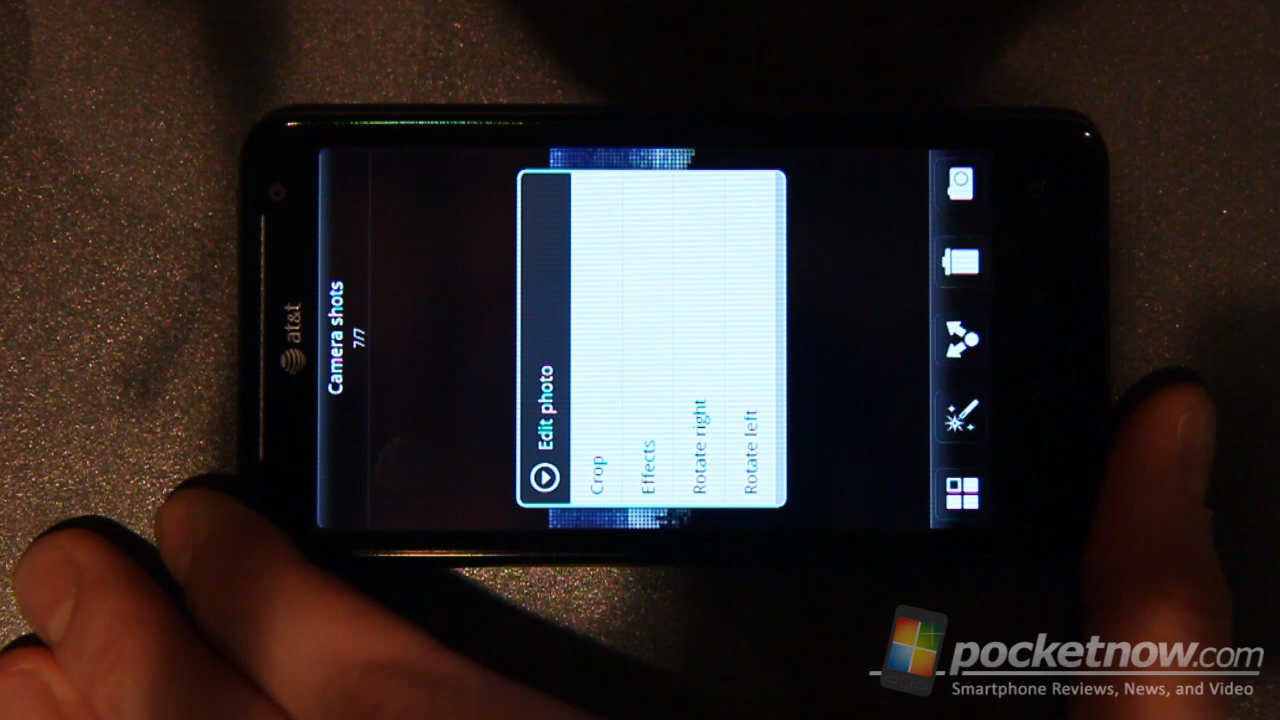 at&t
Camera shots
7/7
Edit photo
Crop
Effects
Rotate right
Rotate left
pocketnow.com
Smartphone Reviews, News, and Video